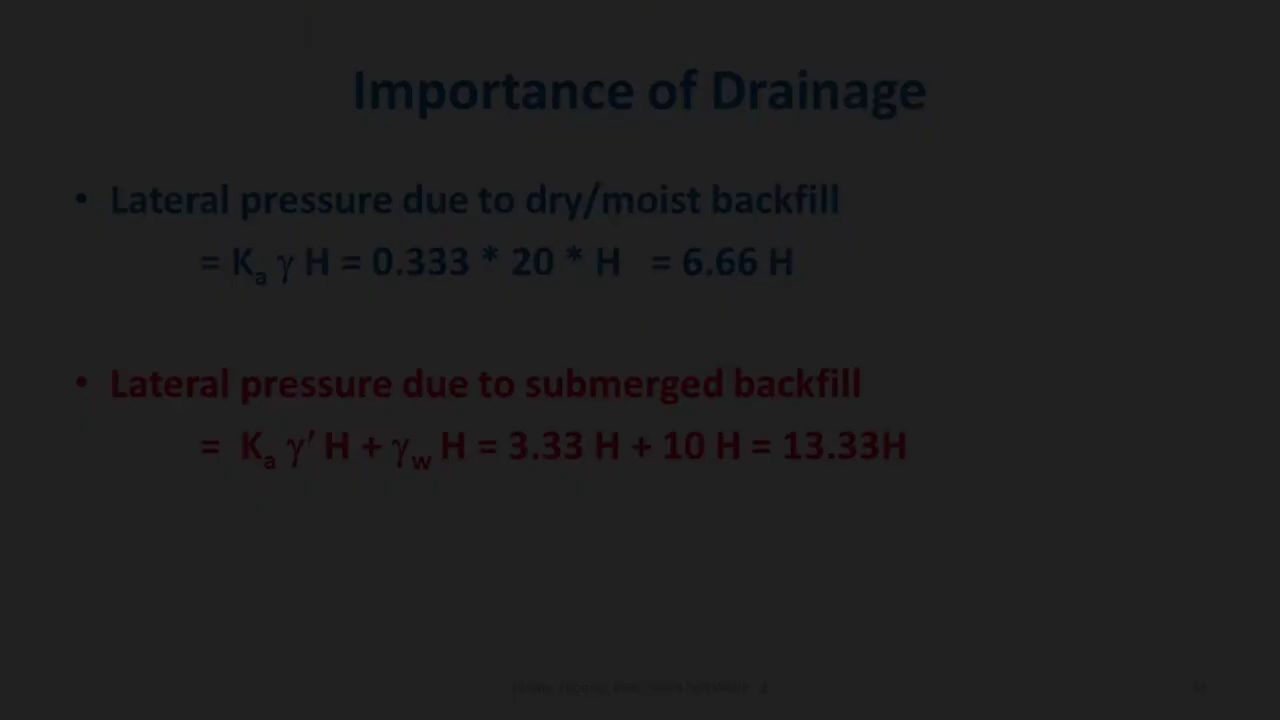 Importance of Drainage
• Lateral pressure due to dry/moist backfill
= Kₐ γ H = 0.333 * 20 * H = 6.66 H
• Lateral pressure due to submerged backfill
= Kₐ γ′ H + γw H = 3.33 H + 10 H = 13.33H